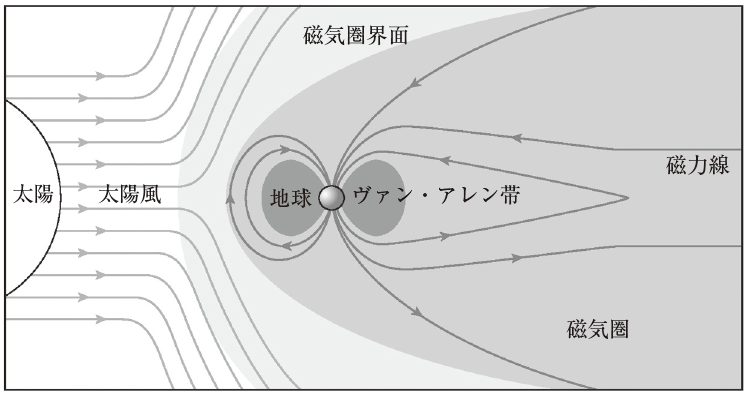 磁気圏界面
磁力線
太陽
太陽風
地球
ヴァン・アレン帯
磁気圏